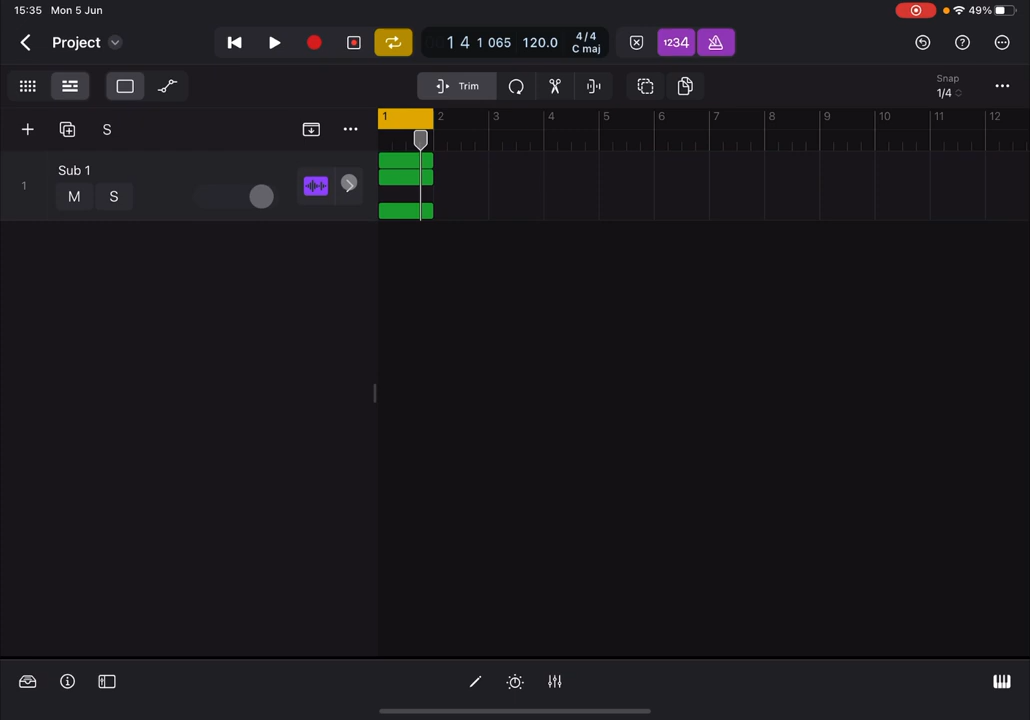 15:35 Mon 5 Jun
49%
Project
1 4 1 065 120.0 4/4 C maj
1234
Trim
Snap
1/4
S
1 2 3 4 5 6 7 8 9 10 11 12
1
Sub 1
M S